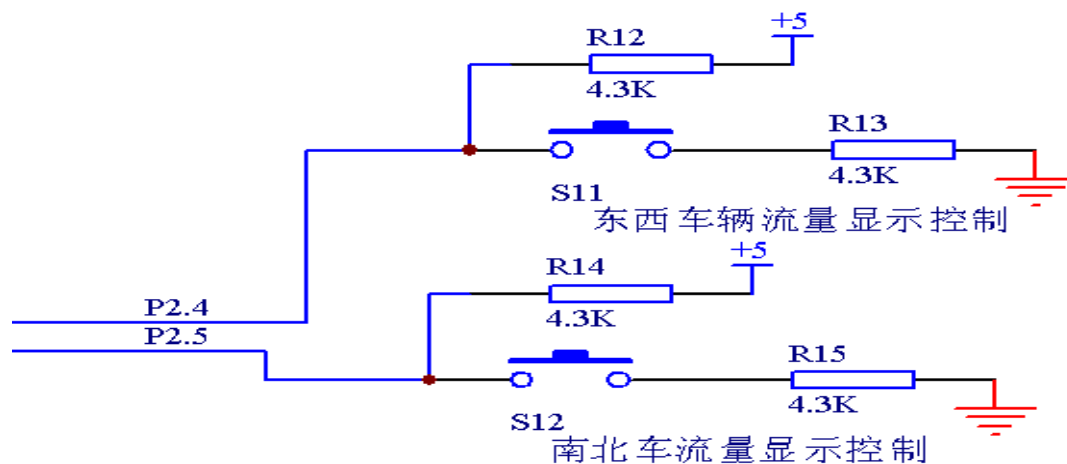 +5
R12
4.3K
R13
4.3K
S11
东西车辆流量显示控制
+5
R14
4.3K
P2.4
P2.5
R15
4.3K
S12
南北车流量显示控制